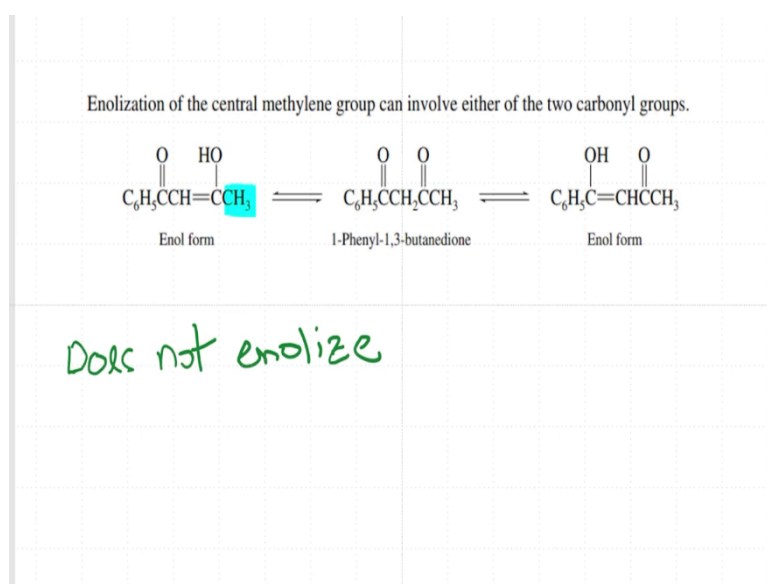 Enolization of the central methylene group can involve either of the two carbonyl groups.
O HO O O OH O
C₆H₅CCH=CCH₃ ⇌ C₆H₅CCH₂CCH₃ ⇌ C₆H₅C=CHCCH₃
Enol form 1-Phenyl-1,3-butanedione Enol form
Does not enolize